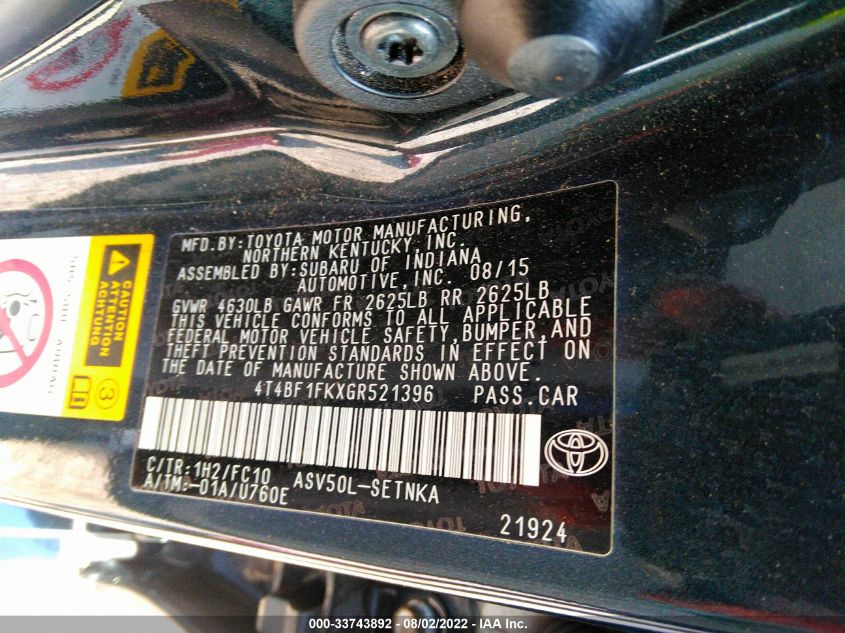 MFD.BY:TOYOTA MOTOR MANUFACTURING,
NORTHERN KENTUCKY,INC.
ASSEMBLED BY:SUBARU OF INDIANA
AUTOMOTIVE,INC. 08/15
GVWR 4630LB GAWR FR 2625LB RR 2625LB
THIS VEHICLE CONFORMS TO ALL APPLICABLE
FEDERAL MOTOR VEHICLE SAFETY,BUMPER,AND
THEFT PREVENTION STANDARDS IN EFFECT ON
THE DATE OF MANUFACTURE SHOWN ABOVE.
4T4BF1FKXGR521396 PASS.CAR
C/TR:1H2/FC10
A/TM:-01A/U760E
ASV50L-SETNKA
21924
CAUTION
ATTENTION
ACHTUNG
3
000-33743892 - 08/02/2022 - IAA Inc.